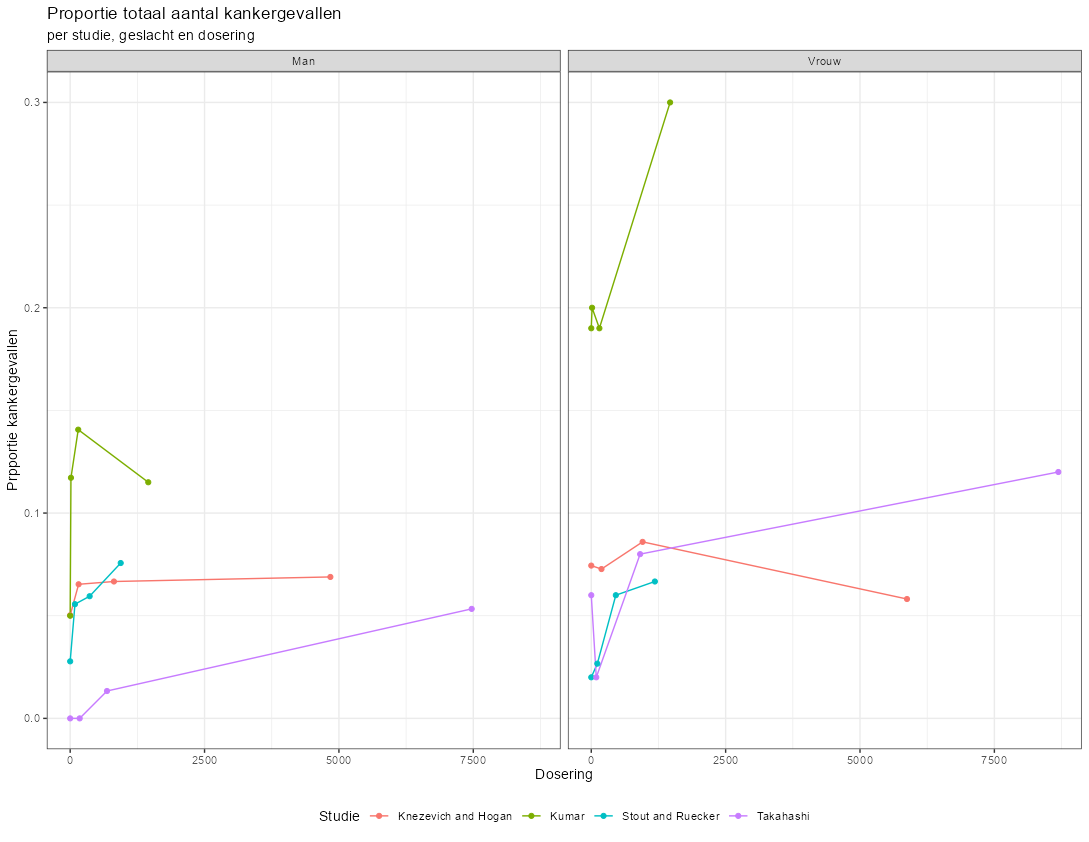 Proportie totaal aantal kankergevallen
per studie, geslacht en dosering
Man
Vrouw
Prpportie kankergevallen
0.3
0.2
0.1
0.0
0 2500 5000 7500
0 2500 5000 7500
Dosering
Studie Knezevich and Hogan Kumar Stout and Ruecker Takahashi